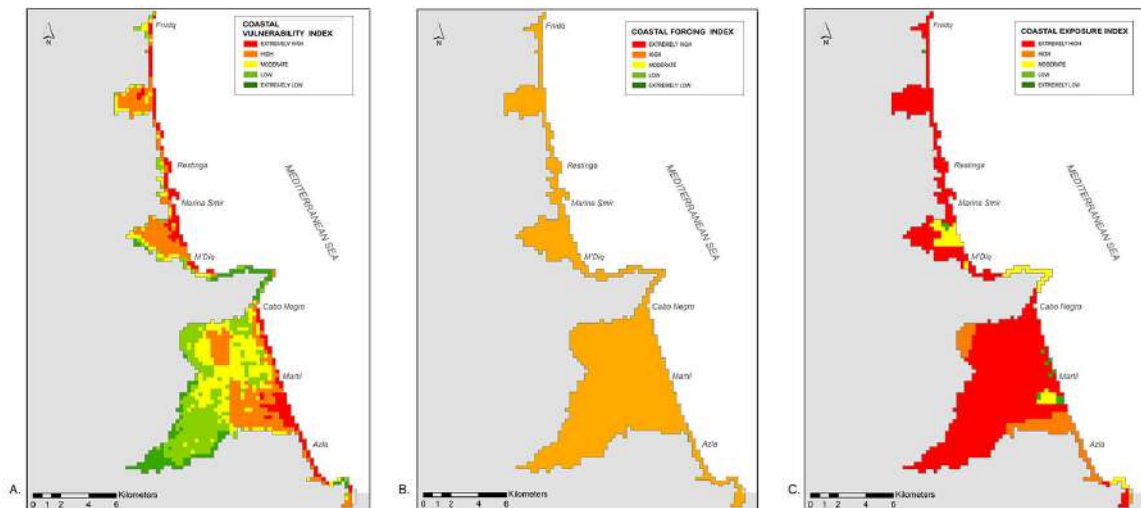 N
COASTAL
VULNERABILITY INDEX
EXTREMELY HIGH
HIGH
MODERATE
LOW
EXTREMELY LOW
Fnidq
Restinga
Marina Smir
MEDITERRANEAN SEA
M'Diq
Cabo Negro
Martil
Azla
A.
Kilometers
0 1 2 4 6
N
COASTAL FORCING INDEX
EXTREMELY HIGH
HIGH
MODERATE
LOW
EXTREMELY LOW
Fnidq
Restinga
Marina Smir
MEDITERRANEAN SEA
M'Diq
Cabo Negro
Martil
Azla
B.
Kilometers
0 1 2 4 6
N
COASTAL EXPOSURE INDEX
EXTREMELY HIGH
HIGH
MODERATE
LOW
EXTREMELY LOW
Fnidq
Restinga
Marina Smir
MEDITERRANEAN SEA
M'Diq
Cabo Negro
Martil
Azla
C.
Kilometers
0 1 2 4 6